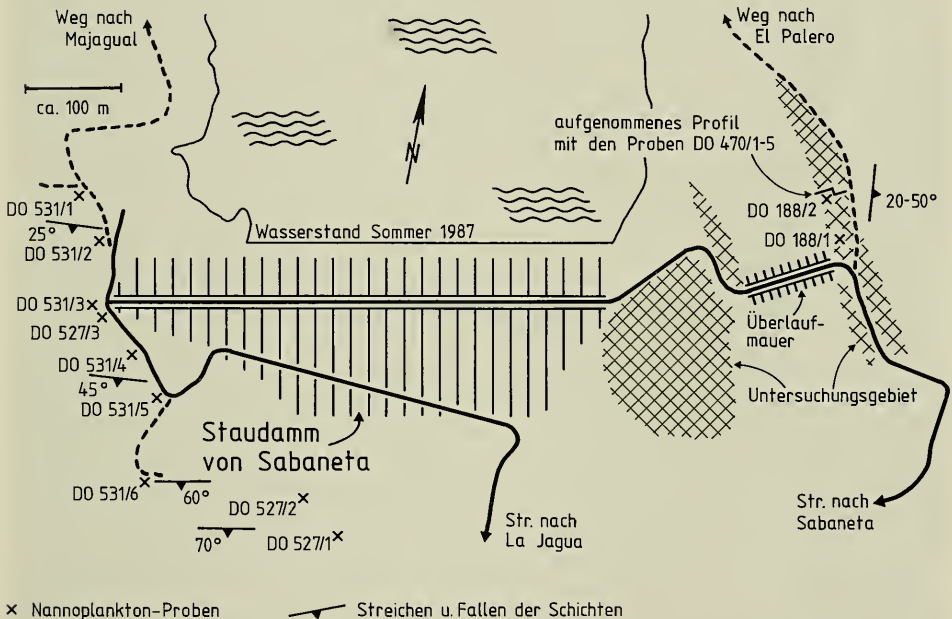 Weg nach
Majagual
Weg nach
El Palero
ca. 100 m
N
aufgenommenes Profil
mit den Proben DO 470/1-5
DO 531/1
25°
DO 531/2
DO 188/2
20-50°
DO 188/1
Wasserstand Sommer 1987
DO 531/3
DO 527/3
DO 531/4
45°
DO 531/5
Überlauf-
mauer
Untersuchungsgebiet
Staudamm
von Sabaneta
DO 531/6
60°
DO 527/2
70°
DO 527/1
Str. nach
La Jagua
Str. nach
Sabaneta
× Nannoplankton-Proben
Streichen u. Fallen der Schichten